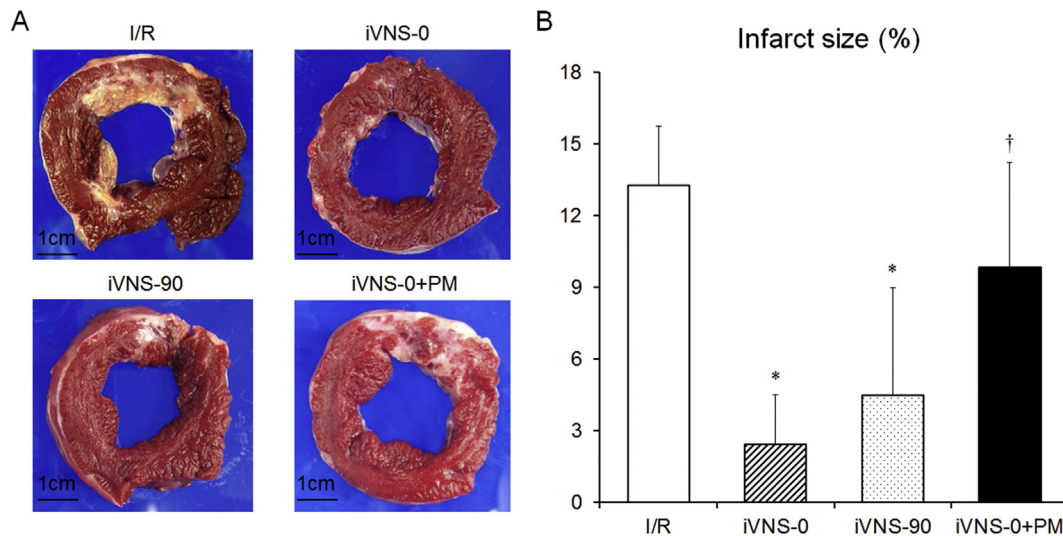 A
I/R
iVNS-0
1cm
1cm
iVNS-90
iVNS-0+PM
1cm
1cm
B
Infarct size (%)
18
15
12
9
6
3
0
*
*
†
I/R
iVNS-0
iVNS-90
iVNS-0+PM